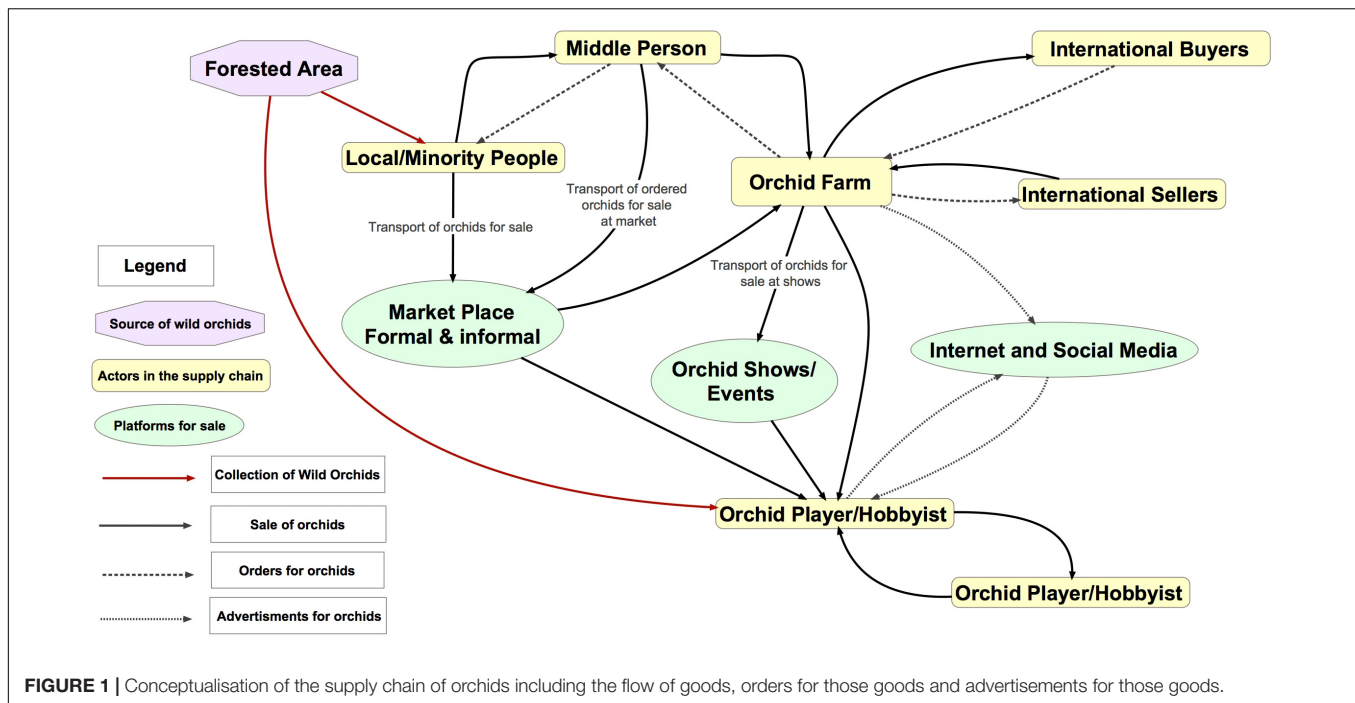 Forested Area
Middle Person
International Buyers
Local/Minority People
Orchid Farm
International Sellers
Transport of orchids for sale
Transport of ordered
orchids for sale
at market
Transport of orchids for
sale at shows
Market Place
Formal & informal
Orchid Shows/
Events
Internet and Social Media
Orchid Player/Hobbyist
Orchid Player/Hobbyist
Legend
Source of wild orchids
Actors in the supply chain
Platforms for sale
Collection of Wild Orchids
Sale of orchids
Orders for orchids
Advertisments for orchids
FIGURE 1 | Conceptualisation of the supply chain of orchids including the flow of goods, orders for those goods and advertisements for those goods.